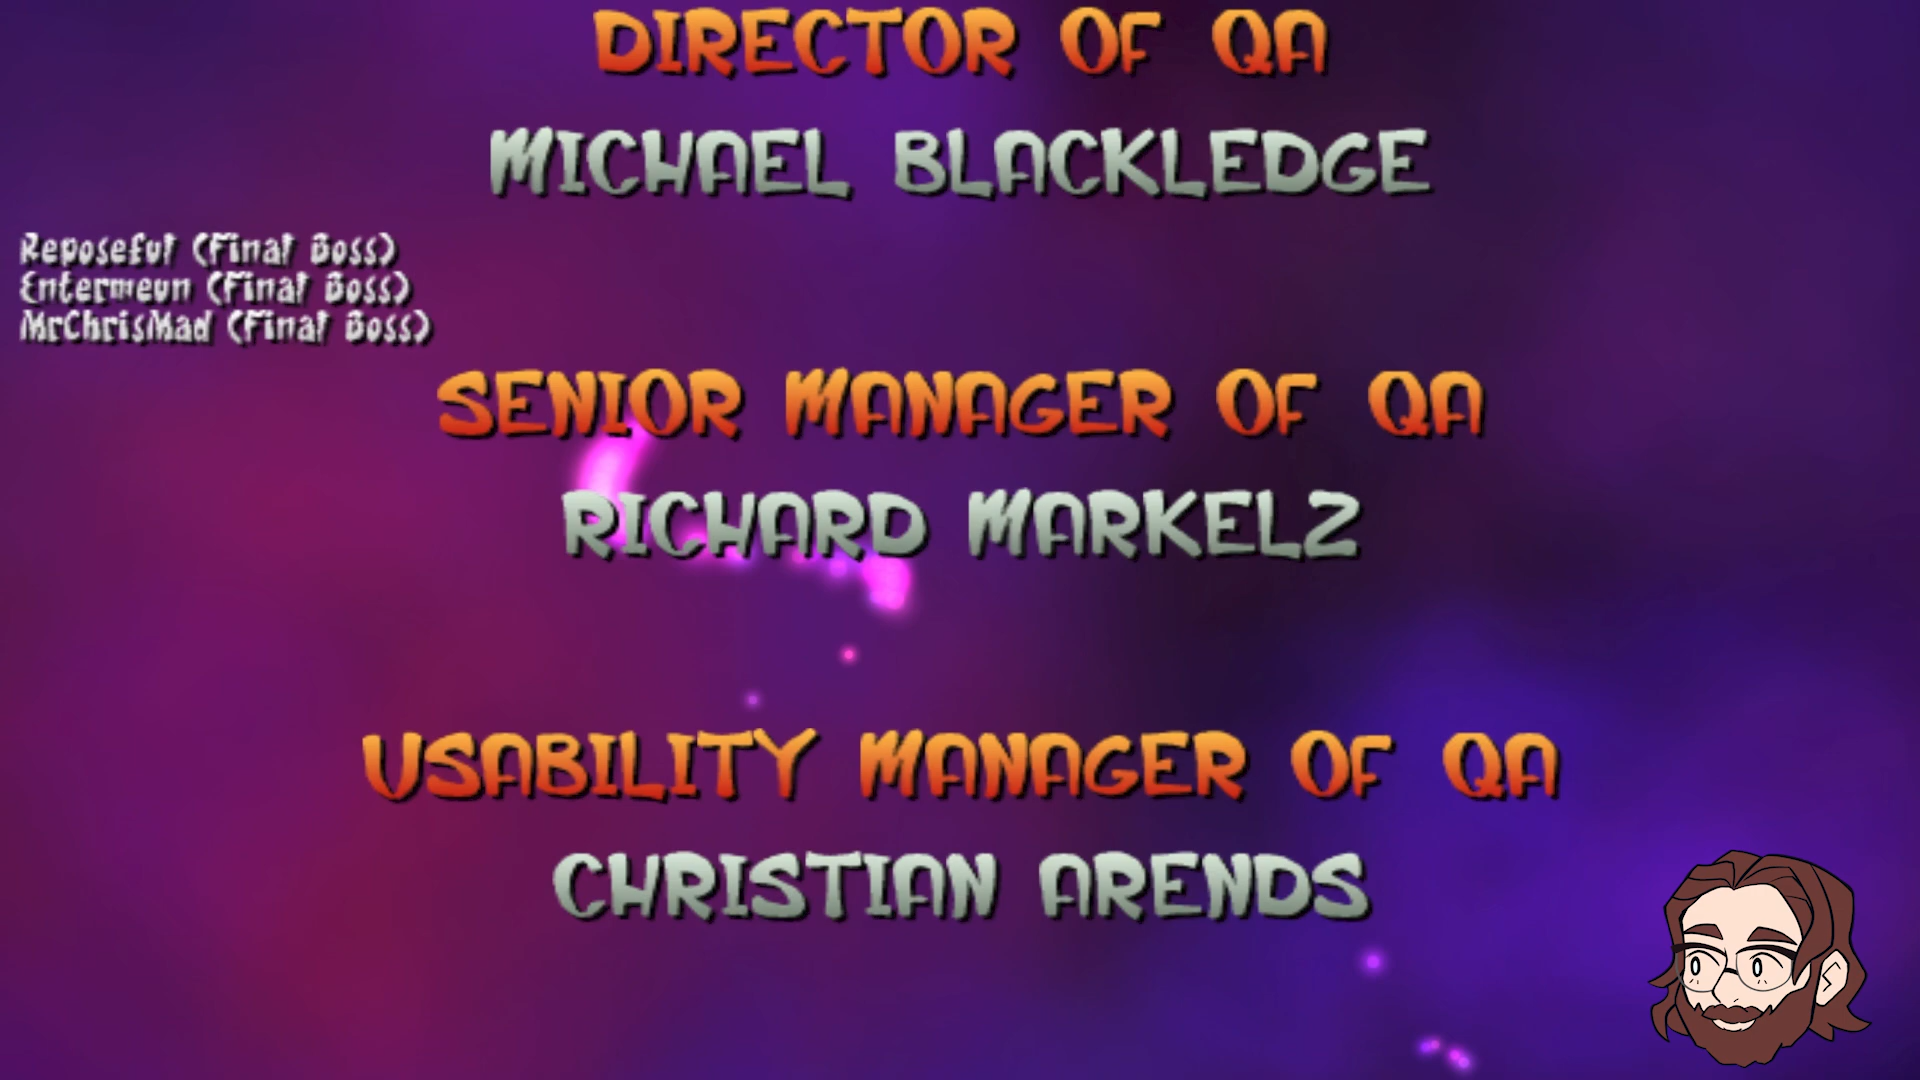 DIRECTOR OF QA
MICHAEL BLACKLEDGE
Reposeful (Final Boss)
Entermeun (Final Boss)
MrChrisMad (Final Boss)
SENIOR MANAGER OF QA
RICHARD MARKELZ
USABILITY MANAGER OF QA
CHRISTIAN ARENDS